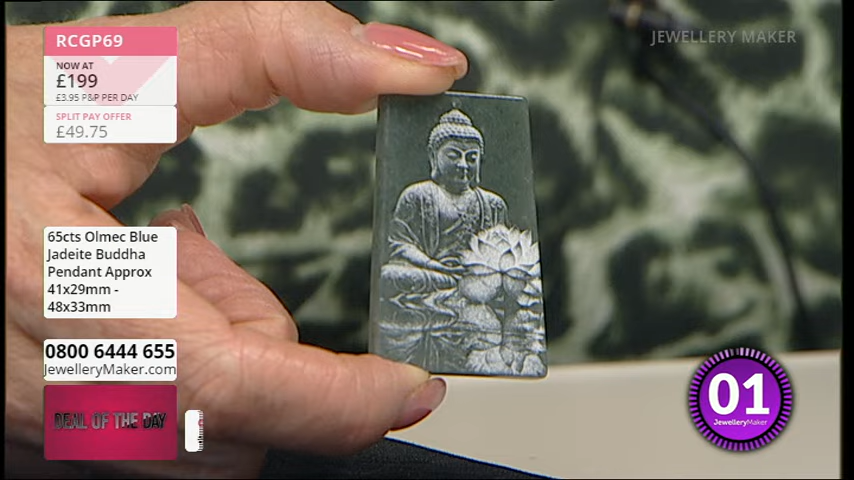 RCGP69
NOW AT
£199
£3.95 P&P PER DAY
SPLIT PAY OFFER
£49.75
65cts Olmec Blue
Jadeite Buddha
Pendant Approx
41x29mm -
48x33mm
0800 6444 655
JewelleryMaker.com
DEAL OF THE DAY
JEWELLERY MAKER
01
JewelleryMaker